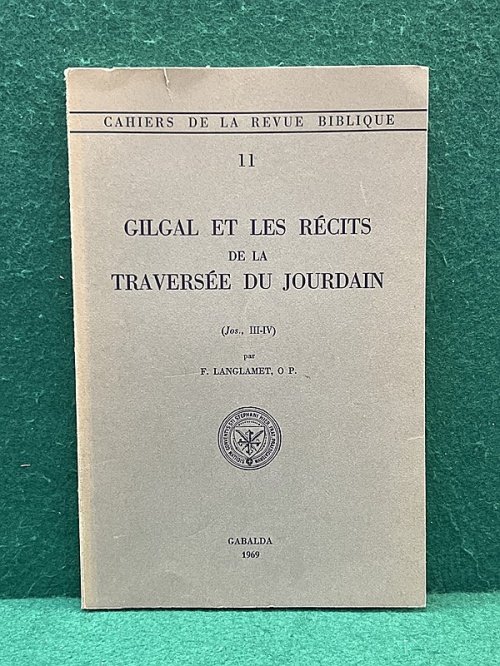 CAHIERS DE LA REVUE BIBLIQUE
11
GILGAL ET LES RÉCITS
DE LA
TRAVERSÉE DU JOURDAIN
(Jos., III-IV)
par
F. LANGLAMET, O P.
GABALDA
1969